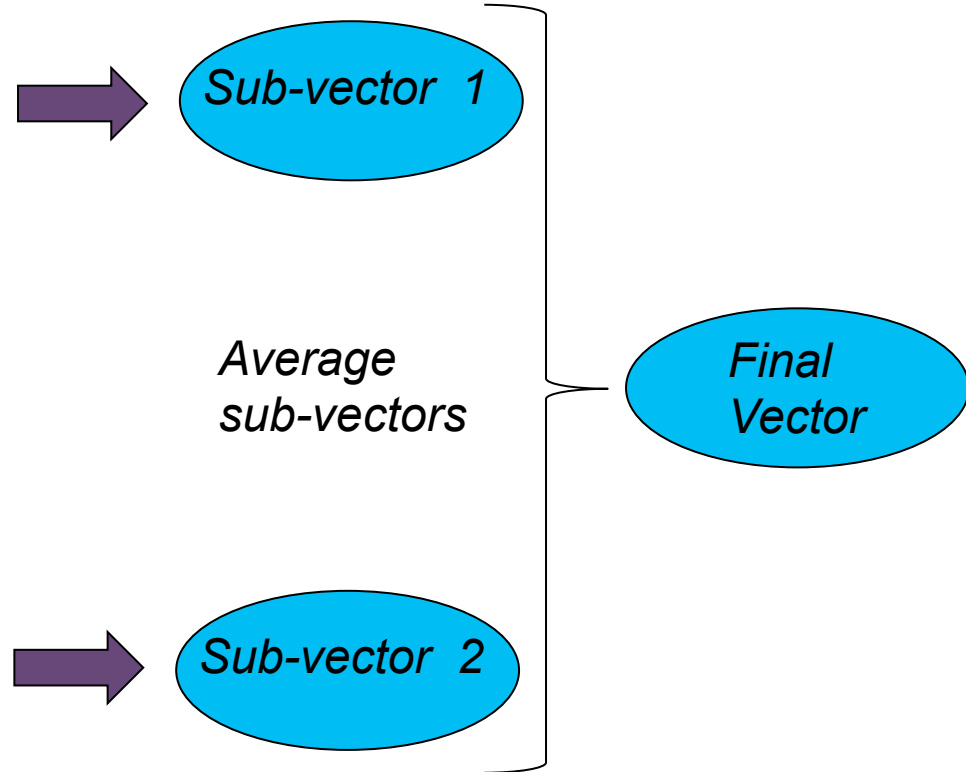 Sub-vector 1
Average
sub-vectors
Final
Vector
Sub-vector 2